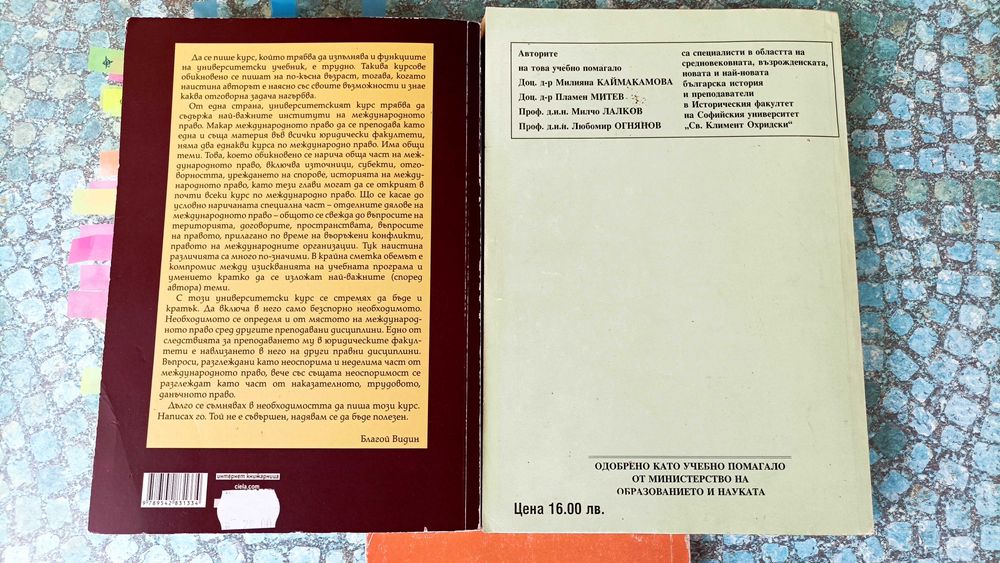 Да се пише курс, който трябва да изпълнява и функциите
на университетски учебник, е трудно. Такива курсове
обикновено се пишат на по-късна възраст, тогава, когато
наистина авторът е наясно със своите възможности и знае
каква отговорна задача нагърбва.
От една страна, университетският курс трябва да
съдържа най-важните институти на международното
право. Макар международното право да се преподава като
една и съща материя във всички юридически факултети,
няма два еднакви курса по международно право. Има общи
теми. Това, което обикновено се нарича обща част на меж-
дународното право, включва източници, субекти, отго-
ворността, уреждането на спорове, историята на между-
народното право, като тези глави могат да се открият в
почти всеки курс по международно право. Що се касае до
условно наричаната специална част – отделните дялове на
международното право – общото се свежда до въпросите на
територията, договорите, пространствата, въпросите
на правото, прилагано по време на въоръжени конфликти,
правото на международните организации. Тук наистина
различията са много по-значими. В крайна сметка обемът е
компромис между изискванията на учебната програма и
умението кратко да се изложат най-важните (според
автора) теми.
С този университетски курс се стремях да бъде и
кратък. Да включа в него само безспорно необходимото.
Необходимото се определя и от мястото на международ-
ното право сред другите преподавани дисциплини. Едно от
следствията за преподаването му в юридическите факул-
тети е навлизането в него на други правни дисциплини.
Въпроси, разглеждани като неоспорима и неделима част от
международното право, вече със същата неоспоримост се
разглеждат като част от наказателното, трудовото,
данъчното право.
Дълго се съмнявах в необходимостта да пиша този курс.
Написах го. Той не е съвършен, надявам се да бъде полезен.
Благой Видин
интернет книжарница
ciela.com
9 789542 831334
Авторите
на това учебно помагало
Доц. д-р Милияна КАЙМАКАМОВА
Доц. д-р Пламен МИТЕВ
Проф. д.и.н. Милчо ЛАЛКОВ
Проф. д.и.н. Любомир ОГНЯНОВ
са специалисти в областта на
средновековната, възрожденската,
новата и най-новата
българска история
и преподаватели
в Историческия факултет
на Софийския университет
„Св. Климент Охридски“
ОДОБРЕНО КАТО УЧЕБНО ПОМАГАЛО
ОТ МИНИСТЕРСТВО НА
ОБРАЗОВАНИЕТО И НАУКАТА
Цена 16.00 лв.